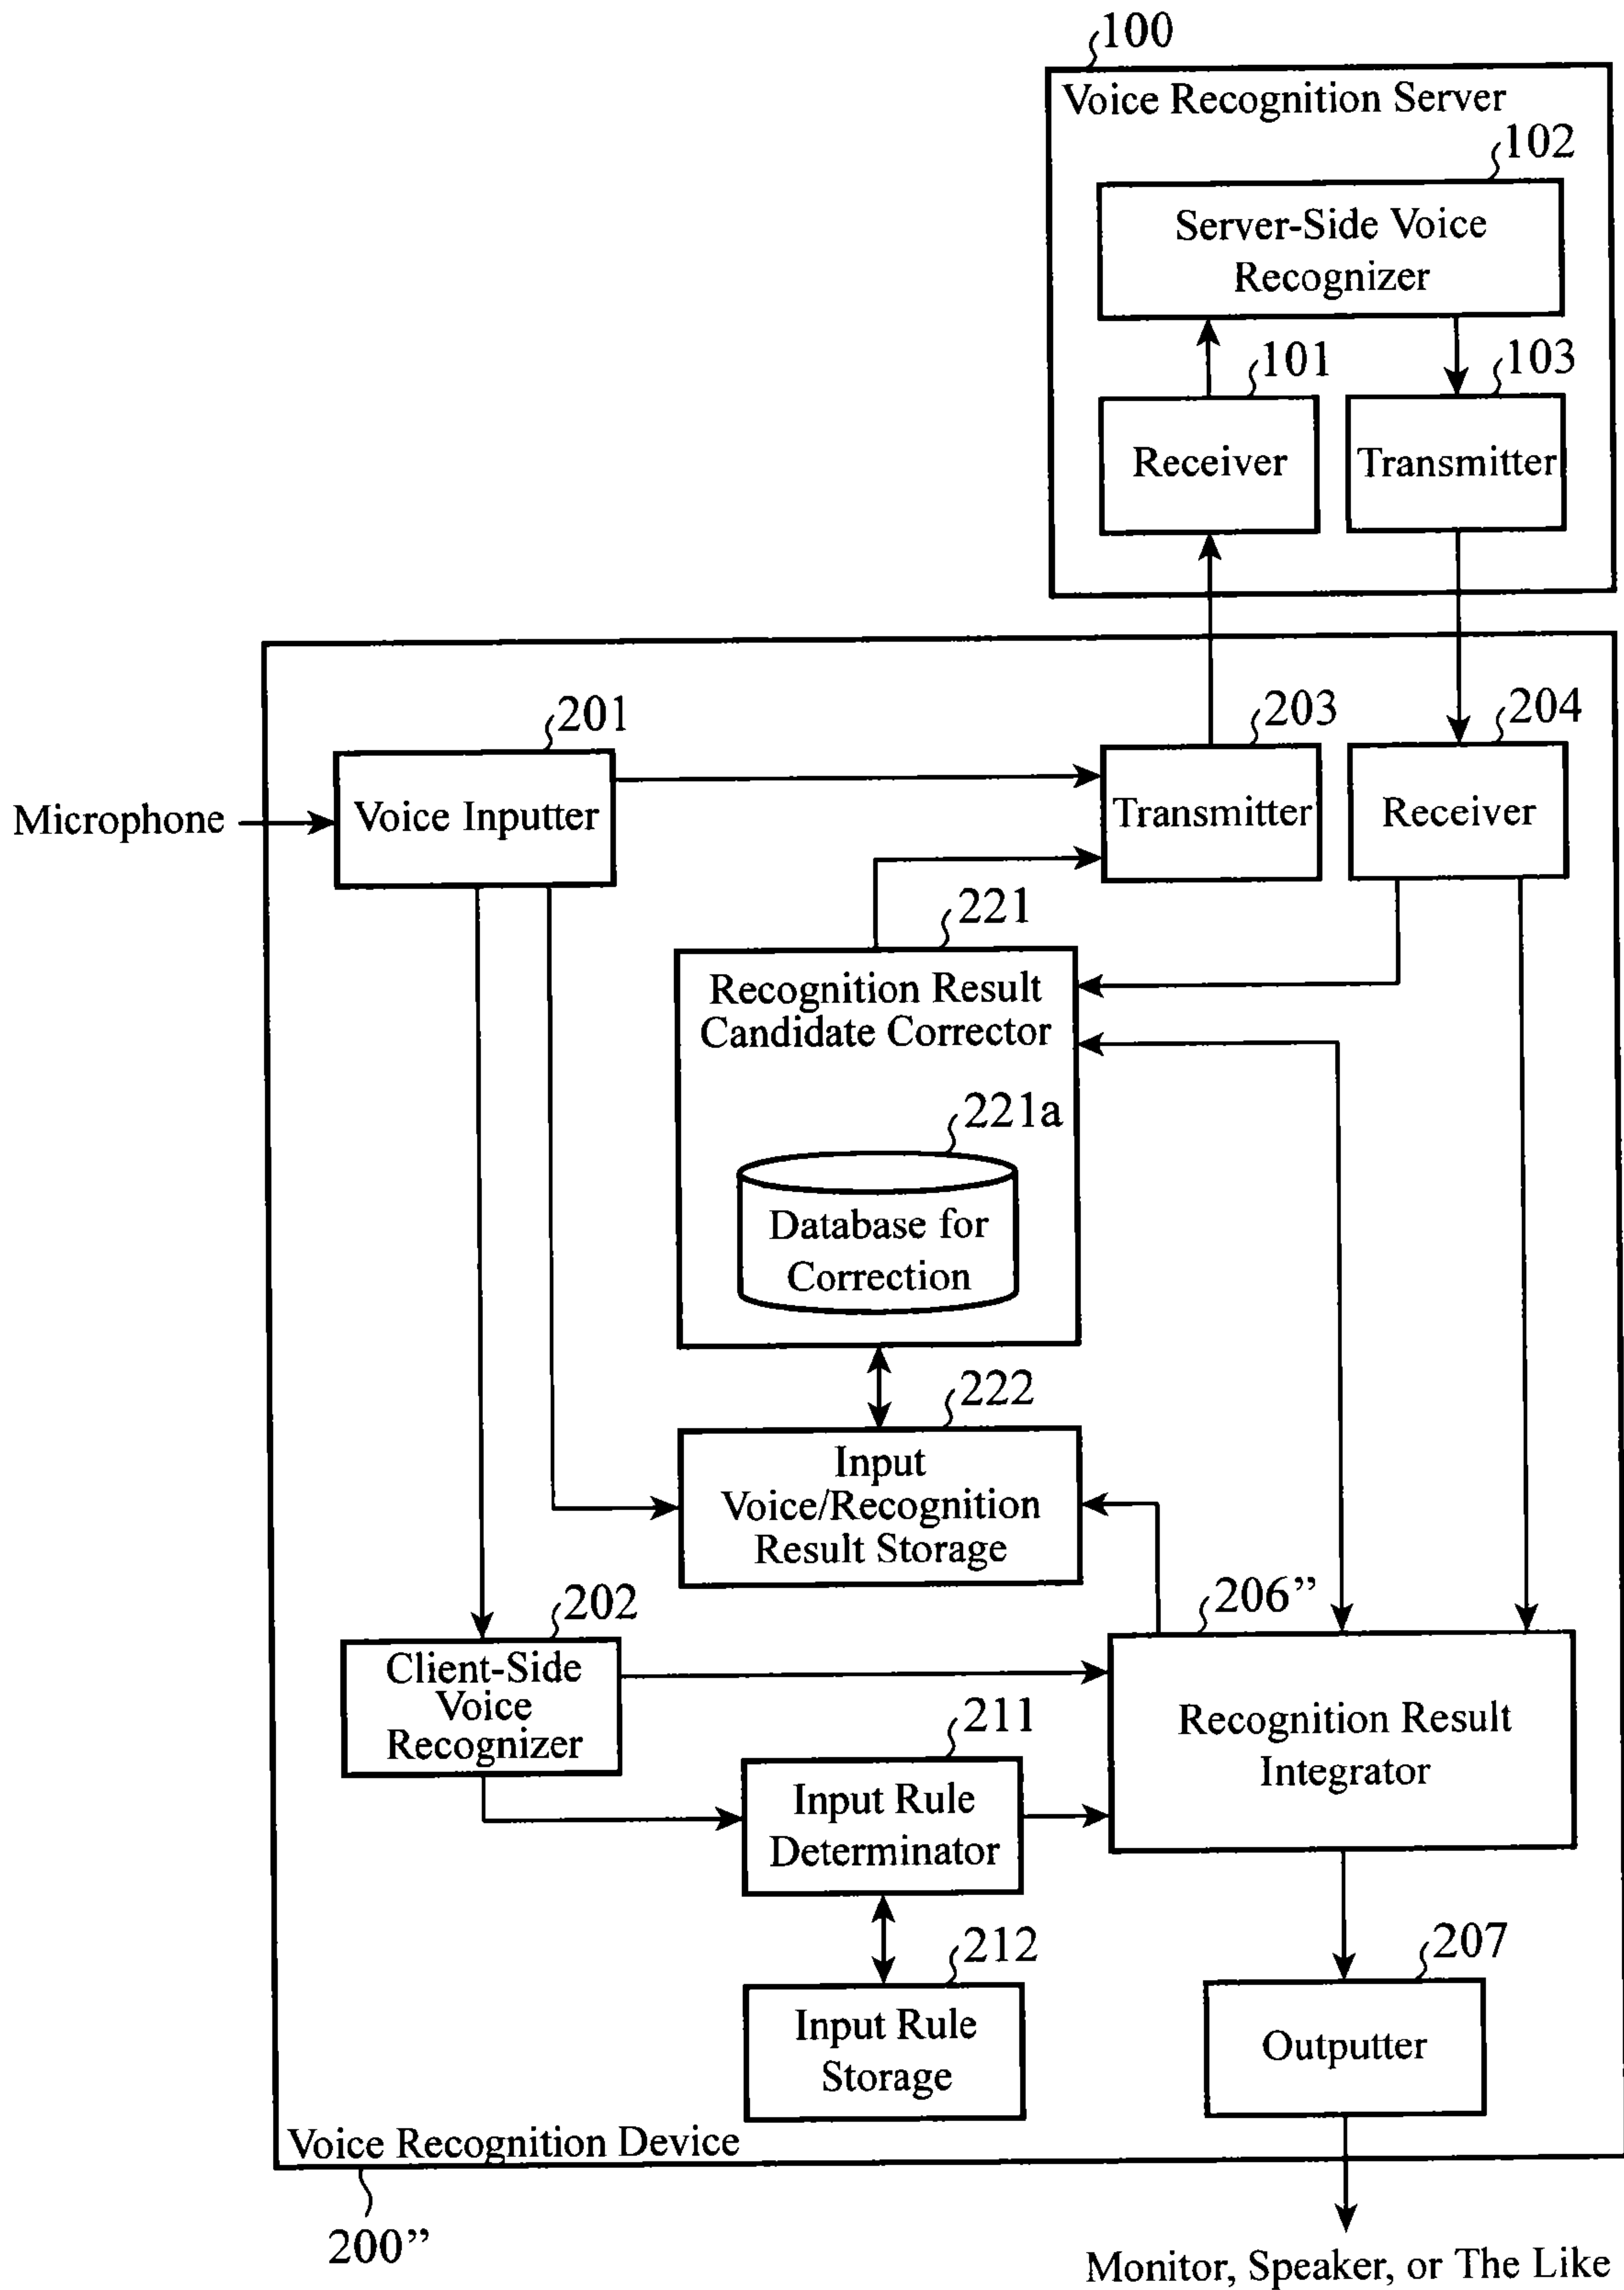 100
Voice Recognition Server
102
Server-Side Voice
Recognizer
101
103
Receiver
Transmitter
201
203
204
Microphone
Voice Inputter
Transmitter
Receiver
221
Recognition Result
Candidate Corrector
221a
Database for
Correction
222
Input
Voice/Recognition
Result Storage
202
206”
Client-Side
Voice
Recognizer
211
Recognition Result
Integrator
Input Rule
Determinator
212
207
Input Rule
Storage
Outputter
Voice Recognition Device
200”
Monitor, Speaker, or The Like